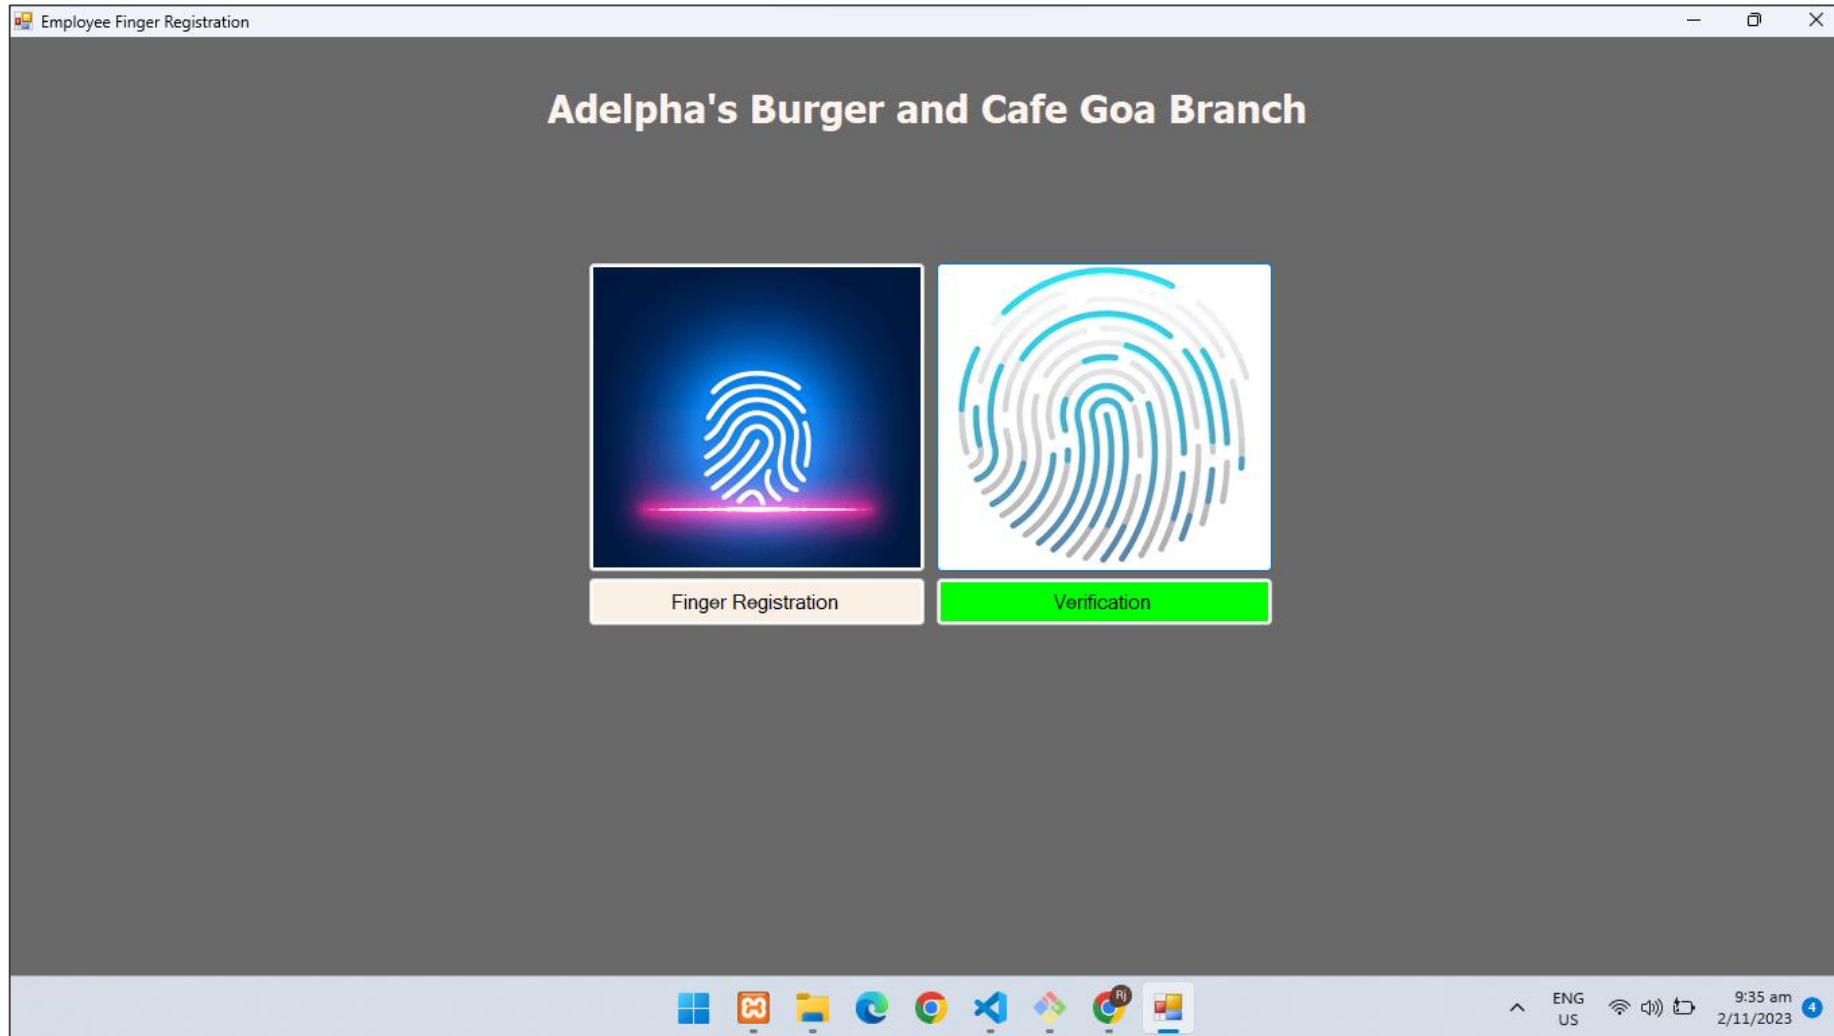 Employee Finger Registration
Adelpha's Burger and Cafe Goa Branch
Finger Registration
Verification
Rj
ENG
US
9:35 am
2/11/2023
4